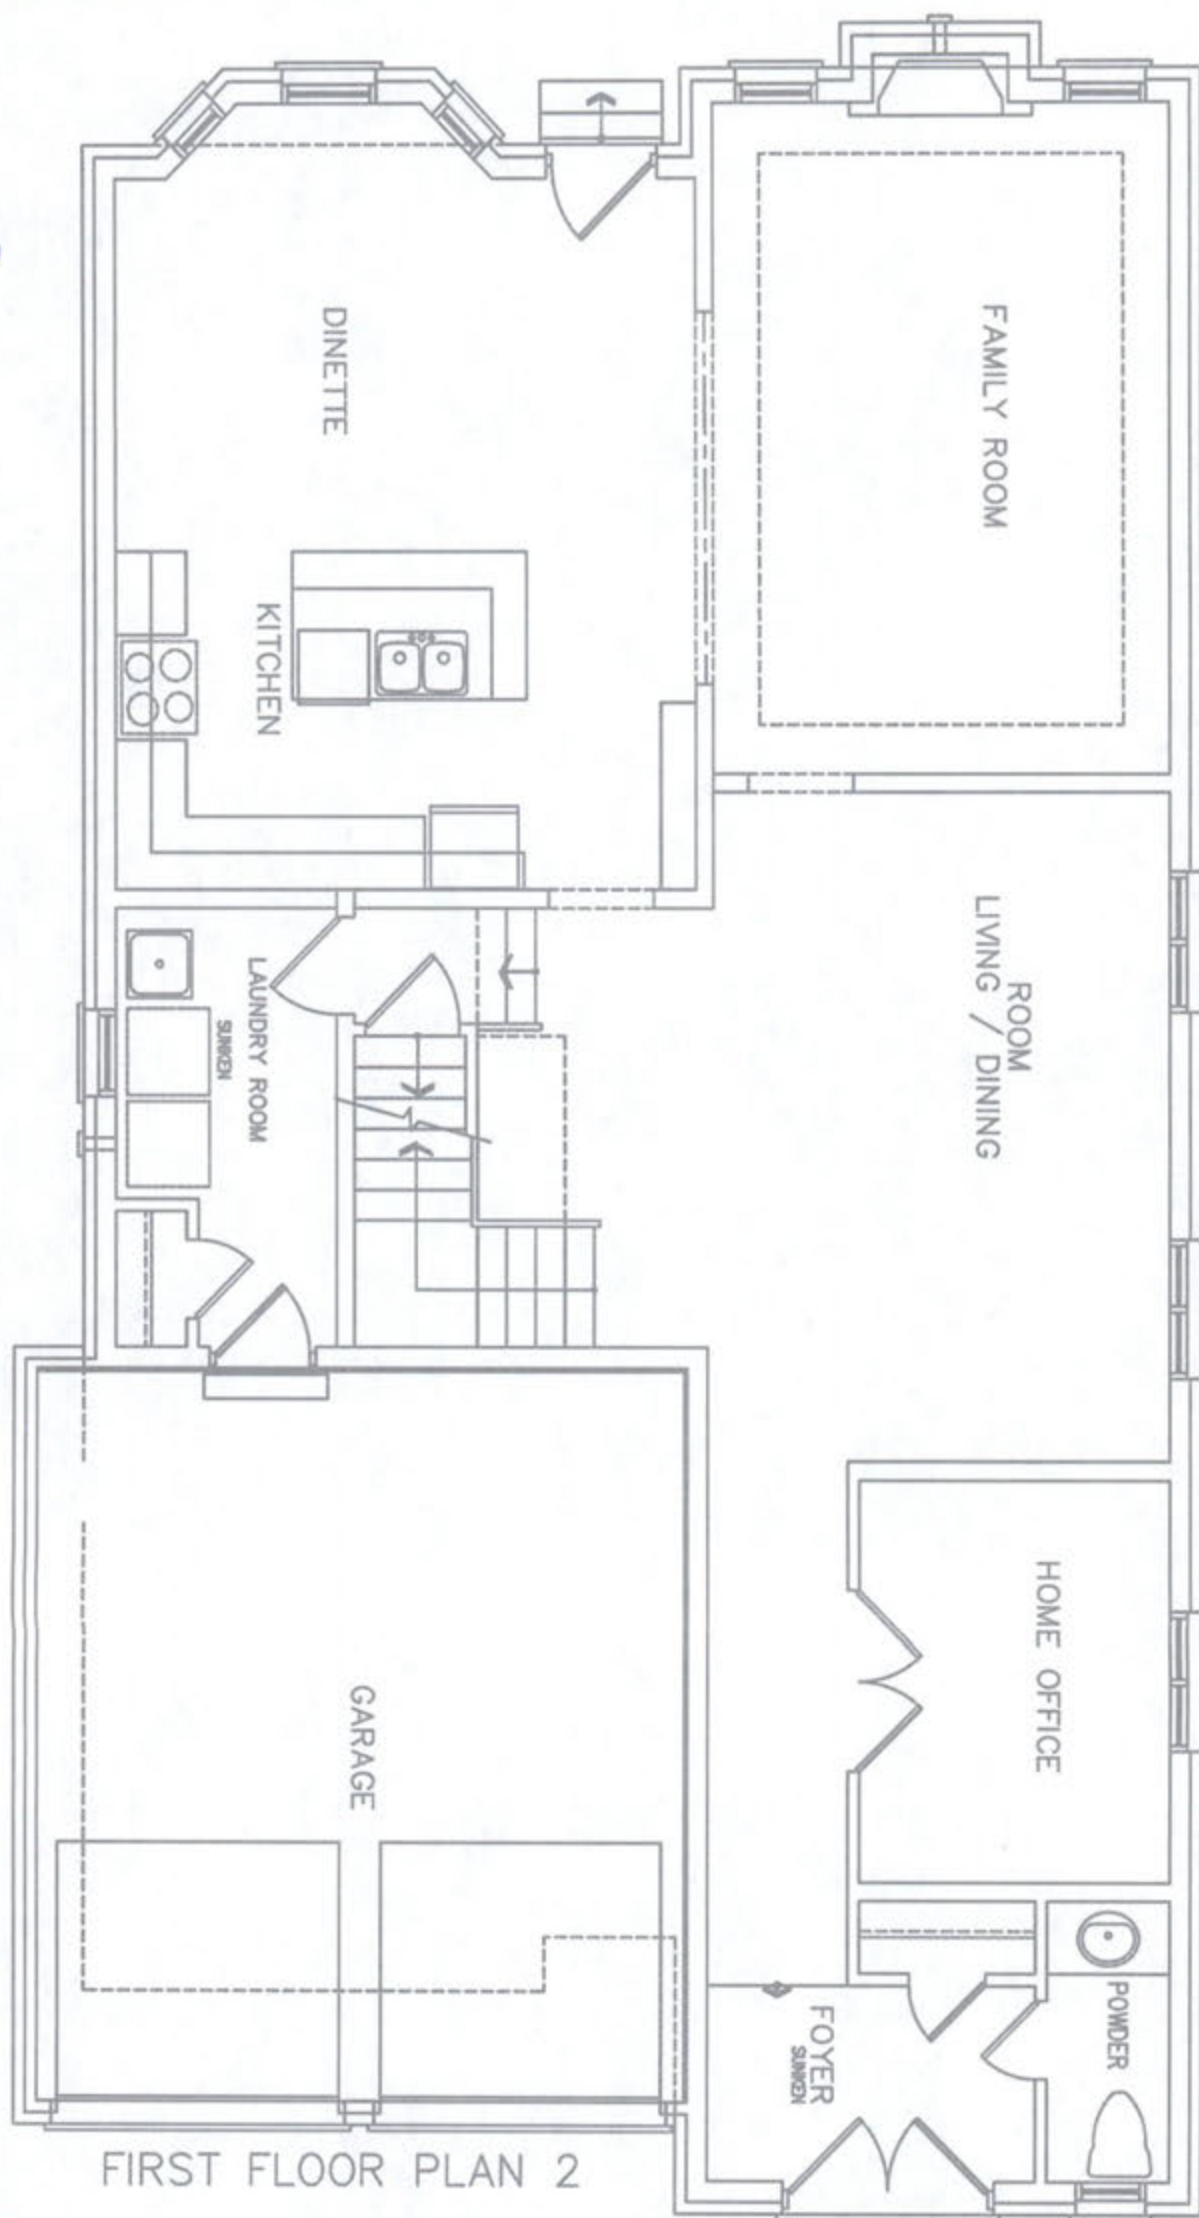 DINETTE
FAMILY ROOM
KITCHEN
LIVING / DINING
ROOM
LAUNDRY ROOM
SUNKEN
HOME OFFICE
GARAGE
POWDER
FOYER
SUNKEN
FIRST FLOOR PLAN 2